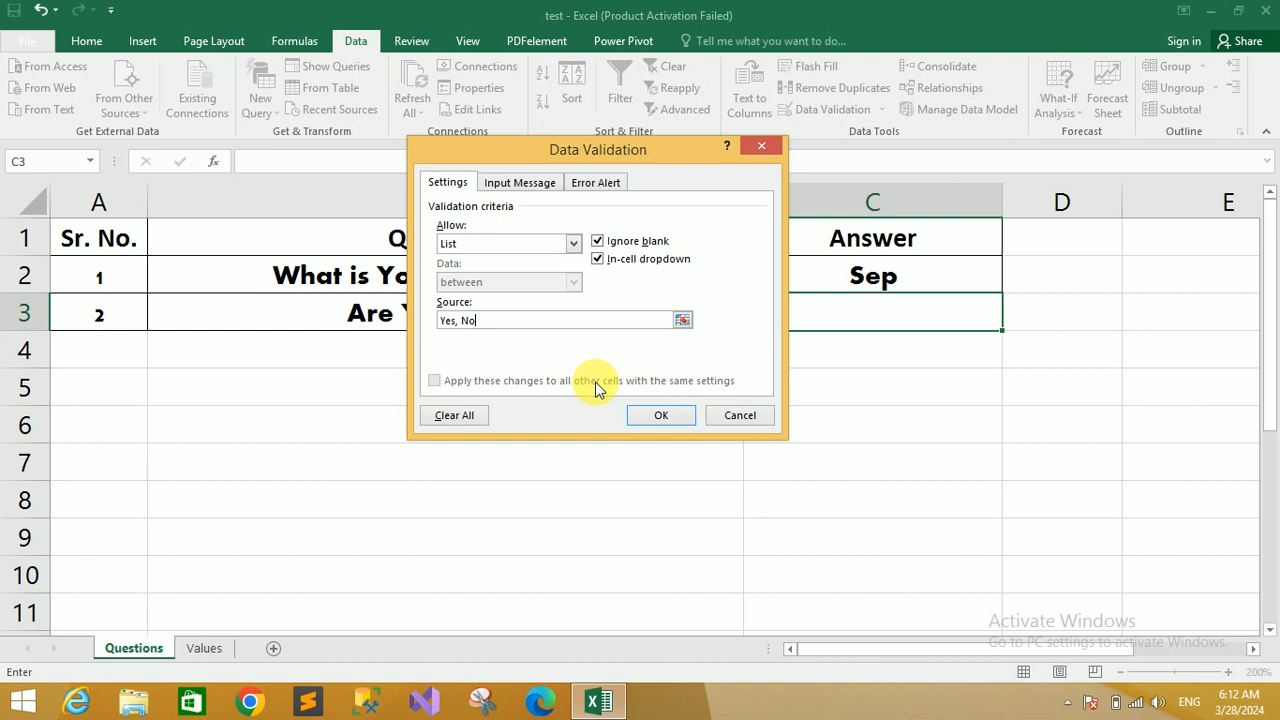 test - Excel (Product Activation Failed)
File Home Insert Page Layout Formulas Data Review View PDFelement Power Pivot Tell me what you want to do... Sign in Share
From Access
From Web
From Text
From Other Sources
Existing Connections
Get External Data
New Query
Show Queries
From Table
Recent Sources
Get & Transform
Refresh All
Connections
Properties
Edit Links
Connections
Sort
Filter
Clear
Reapply
Advanced
Sort & Filter
Text to Columns
Flash Fill
Remove Duplicates
Data Validation
Consolidate
Relationships
Manage Data Model
Data Tools
What-If Analysis
Forecast Sheet
Forecast
Group
Ungroup
Subtotal
Outline
C3
fx
Data Validation
?
Settings Input Message Error Alert
Validation criteria
Allow:
List
Ignore blank
Data:
In-cell dropdown
between
Source:
Yes, No
Apply these changes to all other cells with the same settings
Clear All OK Cancel
A C D E
1 Sr. No. Q Answer
2 1 What is Yo Sep
3 2 Are Y
4
5
6
7
8
9
10
11
Activate Windows
Go to PC settings to activate Windows.
Questions Values
Enter
200%
ENG
6:12 AM
3/28/2024